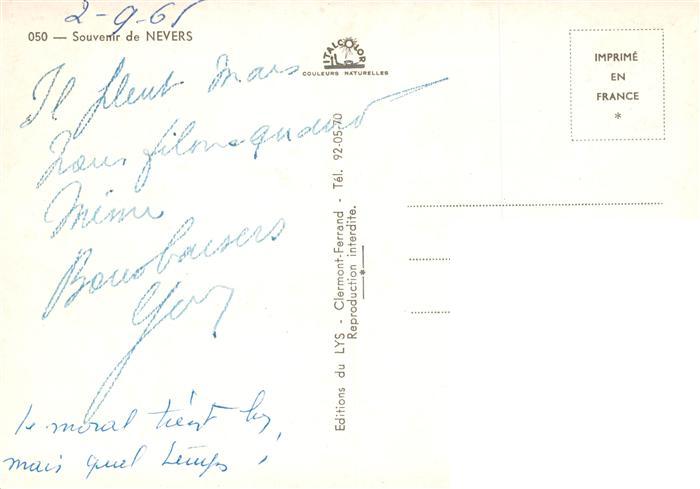 2-9-65
050 — Souvenir de NEVERS
Il pleut mais
nous filons quand
même
Bons baisers
le moral tient bon,
mais quel temps !
ITALCOLOR
COULEURS NATURELLES
Editions du LYS - Clermont-Ferrand - Tél. 92-05-70
Reproduction interdite.
IMPRIMÉ
EN
FRANCE
*